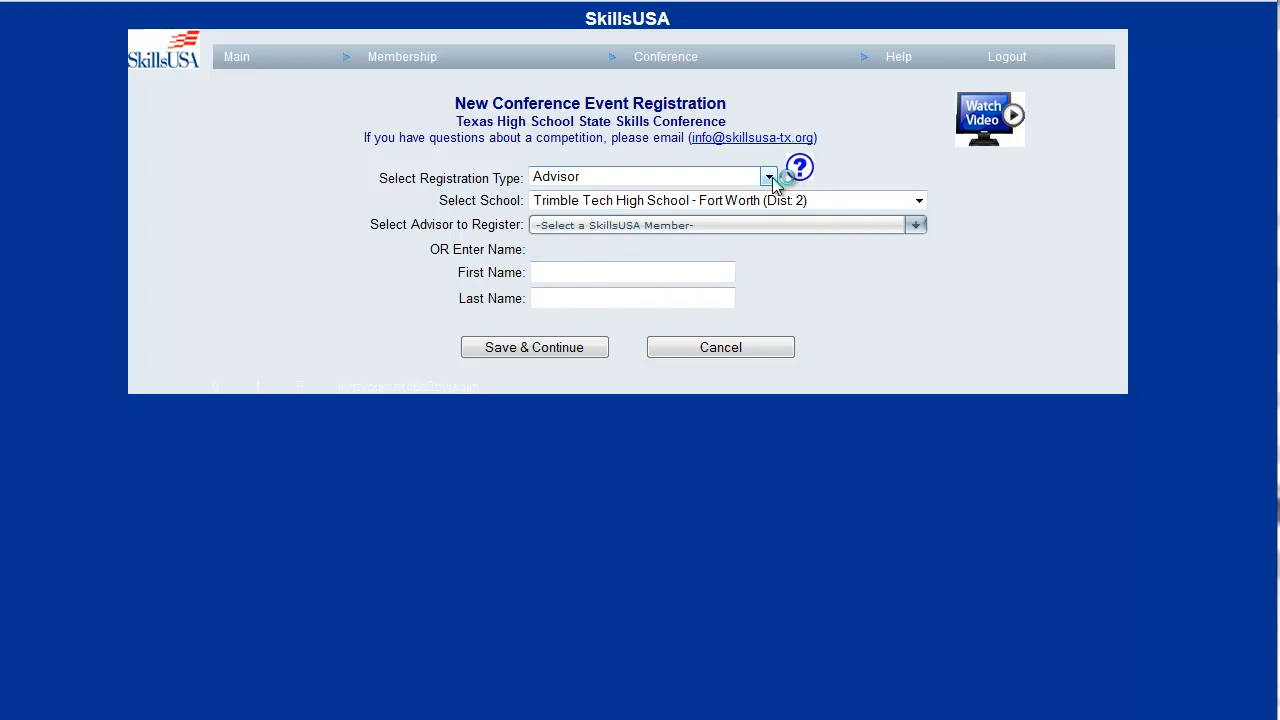 SkillsUSA
SkillsUSA
Main Membership Conference Help Logout
New Conference Event Registration
Texas High School State Skills Conference
If you have questions about a competition, please email (info@skillsusa-tx.org)
Watch
Video
?
Select Registration Type: Advisor
Select School: Trimble Tech High School - Fort Worth (Dist: 2)
Select Advisor to Register: -Select a SkillsUSA Member-
OR Enter Name:
First Name:
Last Name:
Save & Continue Cancel